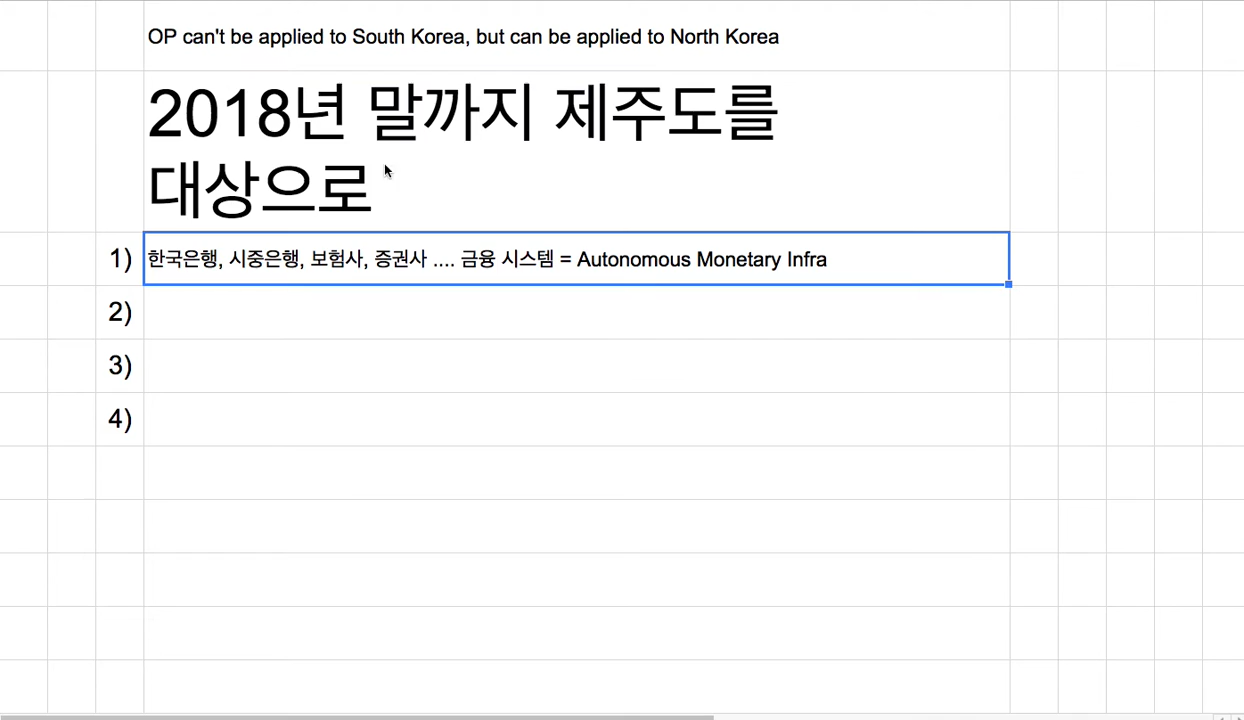 OP can't be applied to South Korea, but can be applied to North Korea
2018년 말까지 제주도를
대상으로
1) 한국은행, 시중은행, 보험사, 증권사 .... 금융 시스템 = Autonomous Monetary Infra
2)
3)
4)